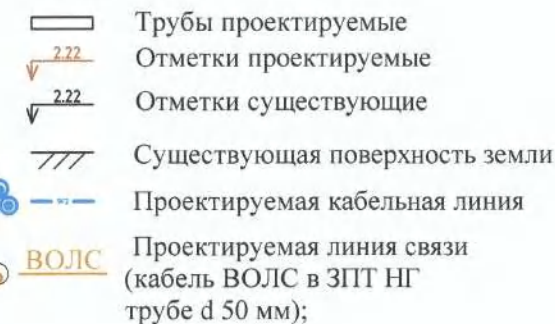 Трубы проектируемые
2.22 Отметки проектируемые
2.22 Отметки существующие
Существующая поверхность земли
W2 Проектируемая кабельная линия
ВОЛС Проектируемая линия связи
(кабель ВОЛС в ЗПТ НГ
трубе d 50 мм);